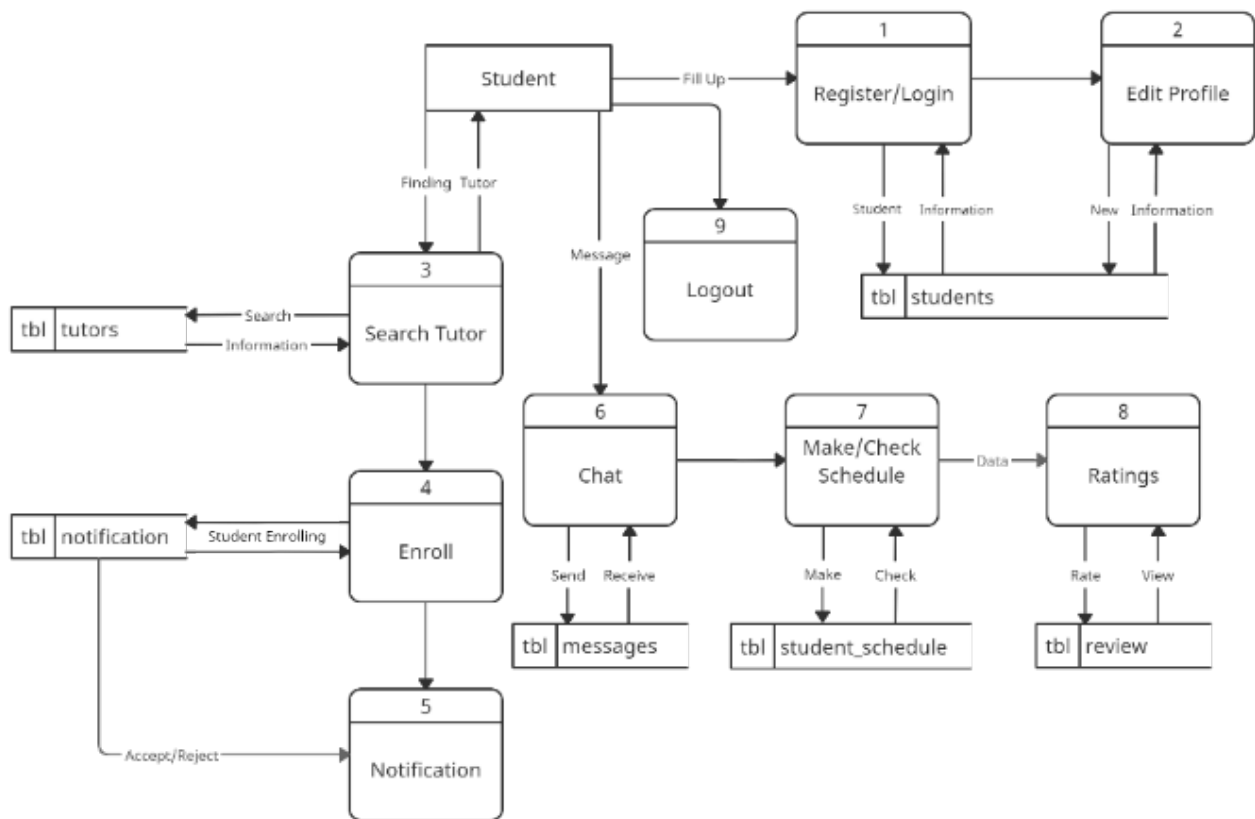 1
2
Student
Fill Up
Register/Login
Edit Profile
Finding Tutor
Student
Information
New
Information
9
Message
3
Logout
tbl students
Search
tbl tutors
Search Tutor
Information
6
7
8
Chat
Make/Check
Schedule
Data
Ratings
4
tbl notification
Student Enrolling
Enroll
Send
Receive
Make
Check
Rate
View
tbl messages
tbl student_schedule
tbl review
5
Accept/Reject
Notification